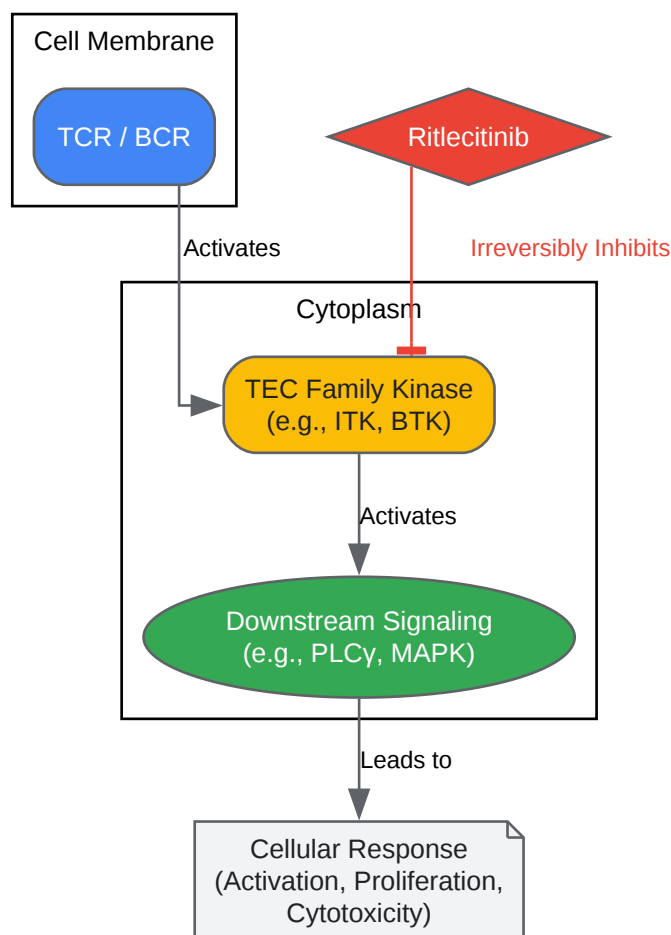 Cell Membrane
TCR / BCR
Ritlecitinib
Activates
Irreversibly Inhibits
Cytoplasm
TEC Family Kinase
(e.g., ITK, BTK)
Activates
Downstream Signaling
(e.g., PLCγ, MAPK)
Leads to
Cellular Response
(Activation, Proliferation,
Cytotoxicity)